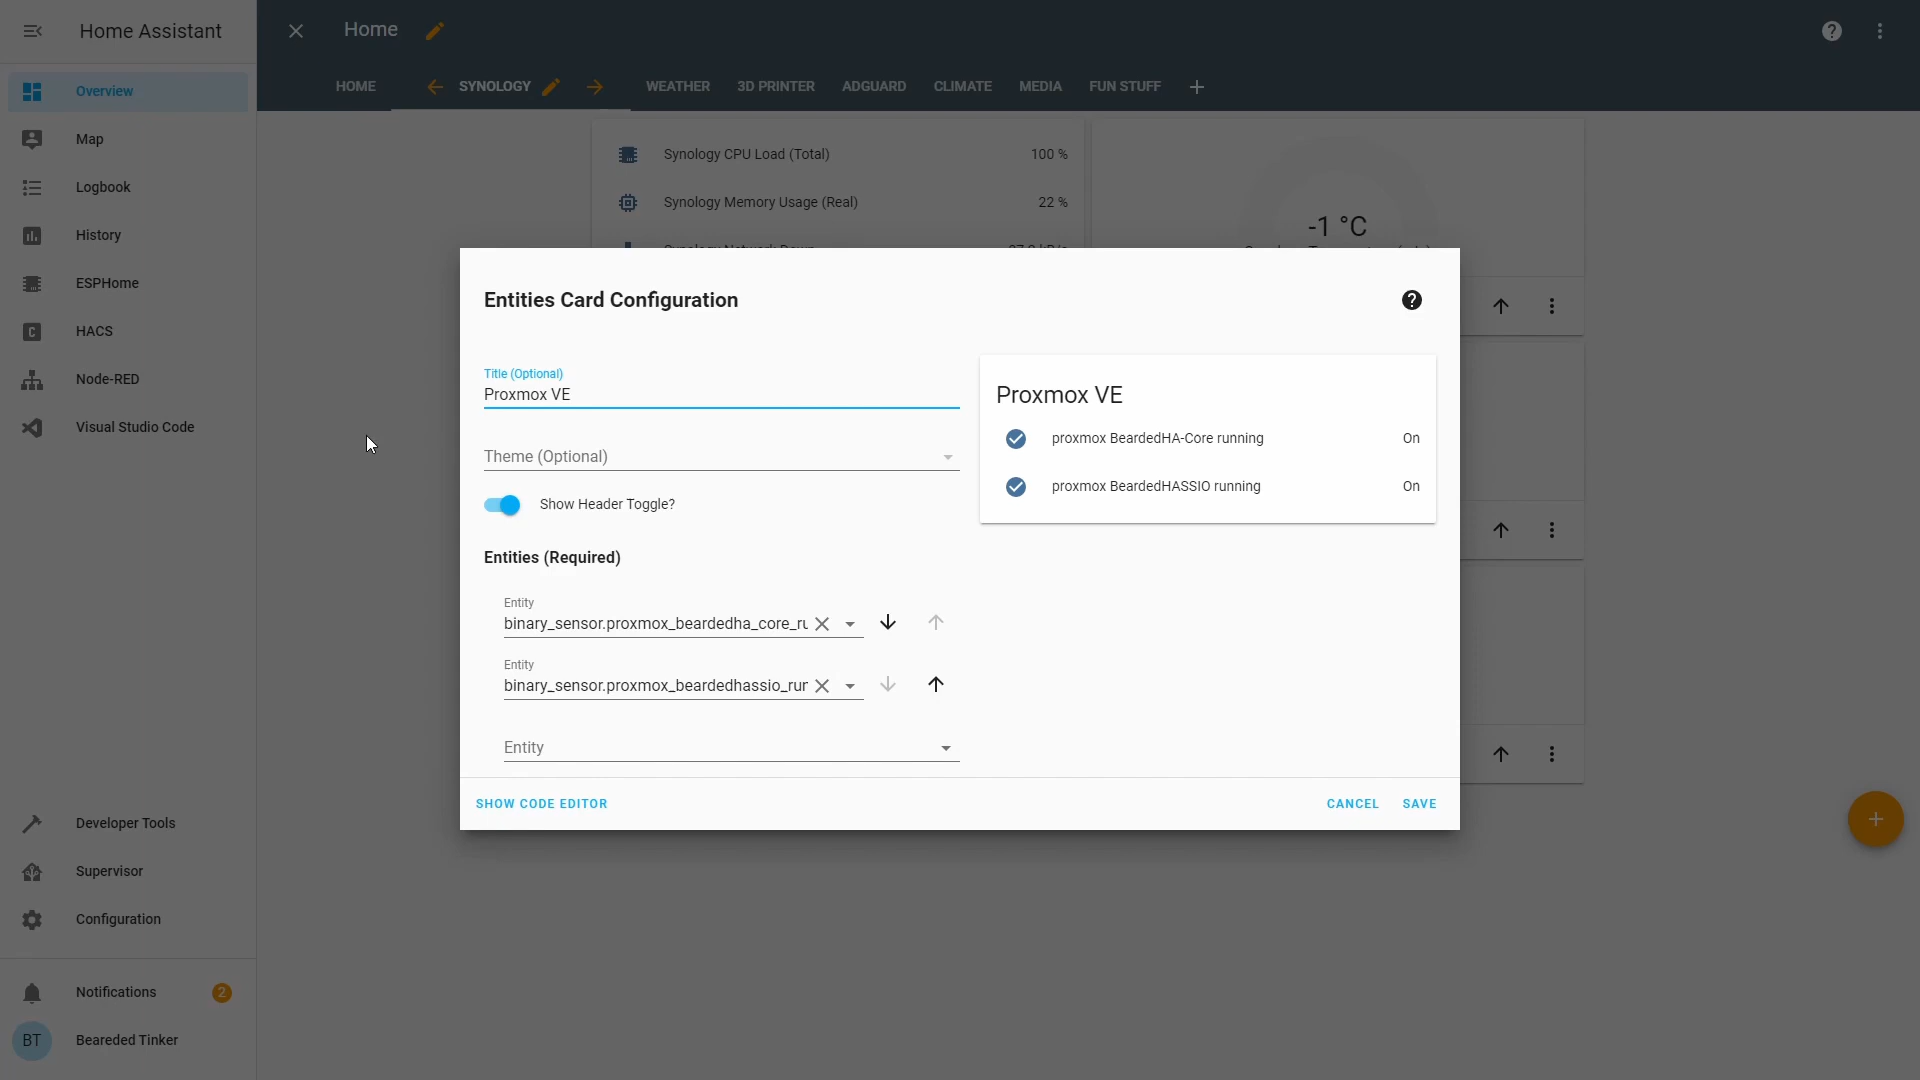 Home Assistant
Overview
Map
Logbook
History
ESPHome
HACS
Node-RED
Visual Studio Code
Developer Tools
Supervisor
Configuration
Notifications
2
BT
Beareded Tinker
Home
HOME
SYNOLOGY
WEATHER
3D PRINTER
ADGUARD
CLIMATE
MEDIA
FUN STUFF
Synology CPU Load (Total)
100 %
Synology Memory Usage (Real)
22 %
-1 °C
Entities Card Configuration
Title (Optional)
Proxmox VE
Theme (Optional)
Show Header Toggle?
Entities (Required)
Entity
binary_sensor.proxmox_beardedha_core_ru
Entity
binary_sensor.proxmox_beardedhassio_run
Entity
Proxmox VE
proxmox BeardedHA-Core running
On
proxmox BeardedHASSIO running
On
SHOW CODE EDITOR
CANCEL
SAVE